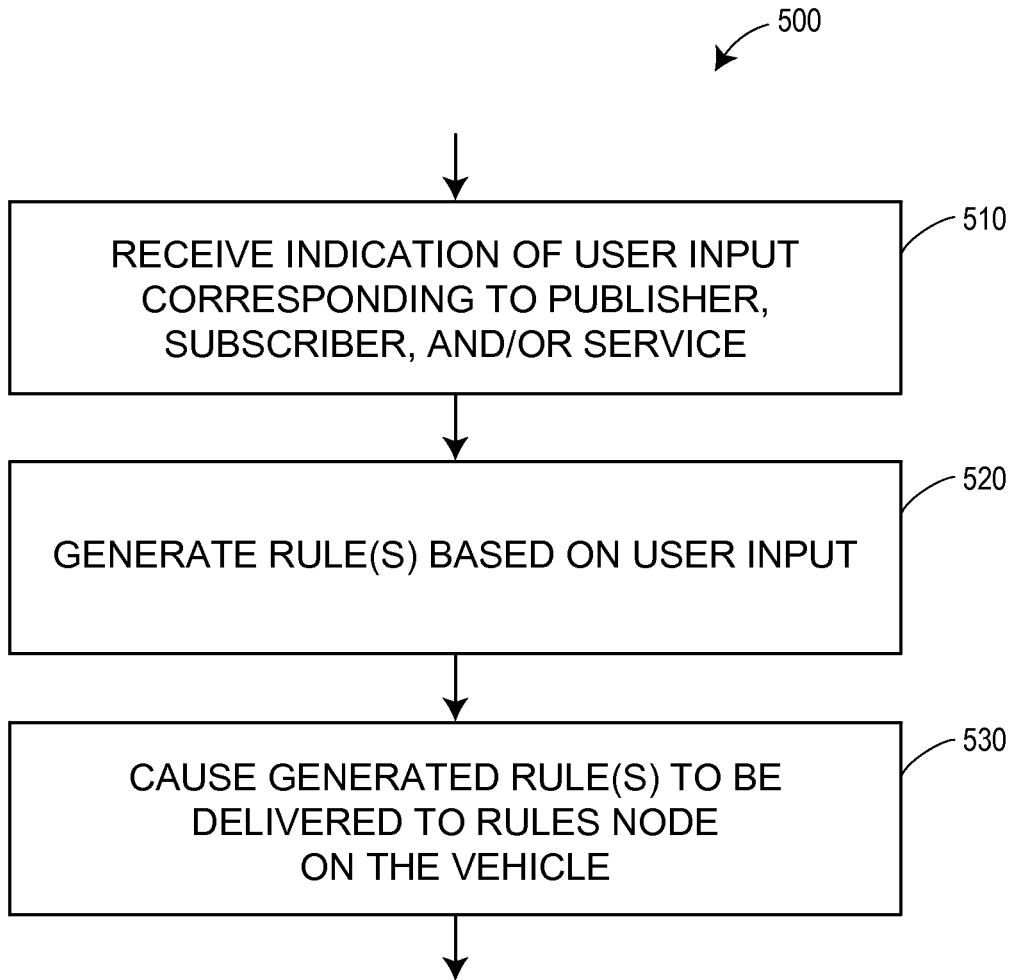 500
RECEIVE INDICATION OF USER INPUT
CORRESPONDING TO PUBLISHER,
SUBSCRIBER, AND/OR SERVICE
510
GENERATE RULE(S) BASED ON USER INPUT
520
CAUSE GENERATED RULE(S) TO BE
DELIVERED TO RULES NODE
ON THE VEHICLE
530